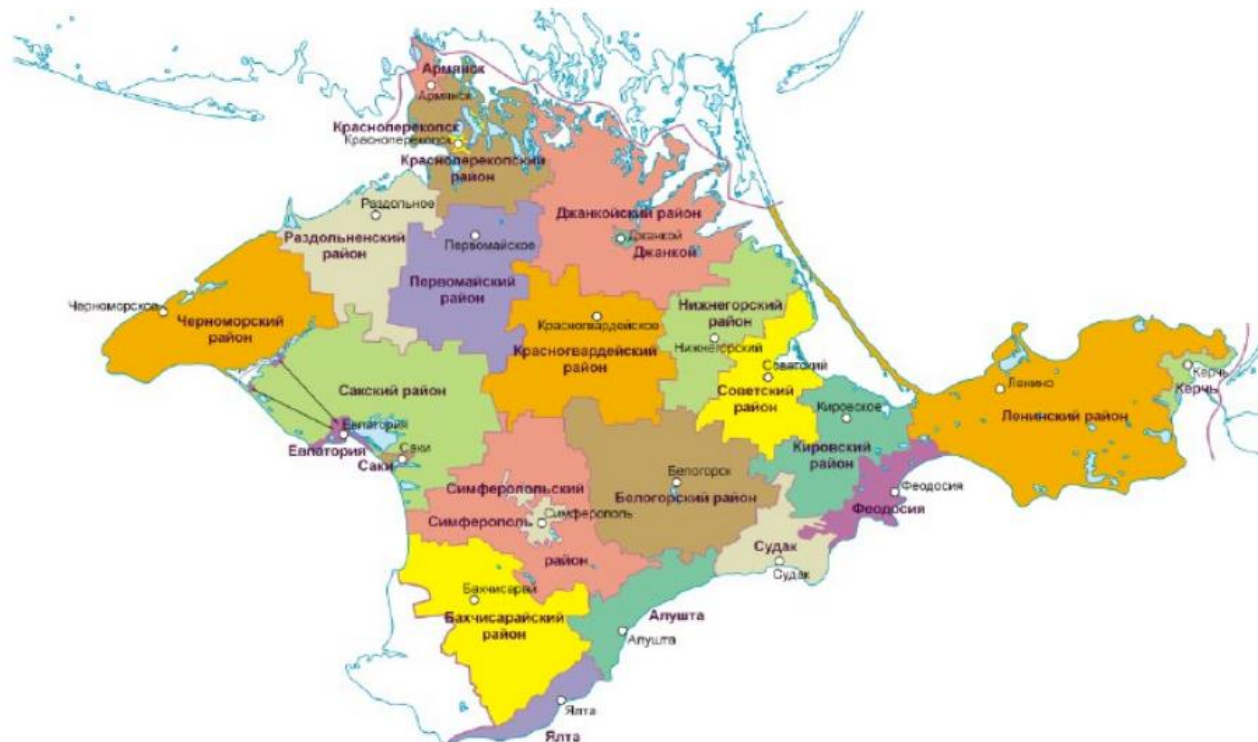 Армянск
Армянск
Красноперекопск
Красноперекопск
Красноперекопский
район
Раздольное
Раздольненский
район
Джанкойский район
Джанкой
Джанкой
Первомайское
Первомайский
район
Черноморское
Черноморский
район
Красногвардейское
Красногвардейский
район
Нижнегорский
район
Нижнегорский
Советский
Советский
район
Сакский район
Евпатория
Евпатория
Саки
Саки
Кировское
Кировский
район
Ленино
Ленинский район
Керчь
Керчь
Белогорск
Белогорский район
Феодосия
Феодосия
Симферопольский
Симферополь
Симферополь
район
Судак
Судак
Бахчисарай
Бахчисарайский
район
Алушта
Алушта
Ялта
Ялта